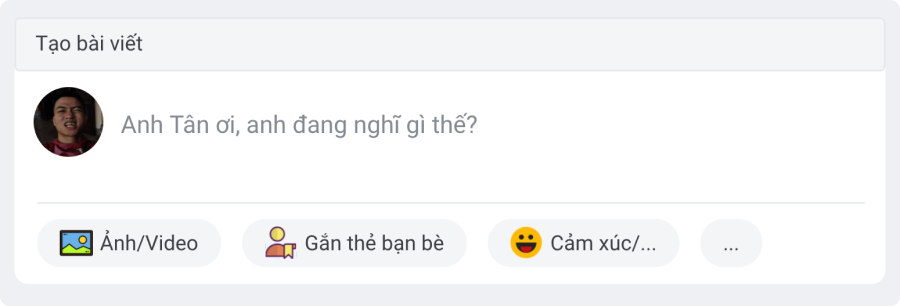 Tạo bài viết
Anh Tân ơi, anh đang nghĩ gì thế?
Ảnh/Video
Gắn thẻ bạn bè
Cảm xúc/...
...